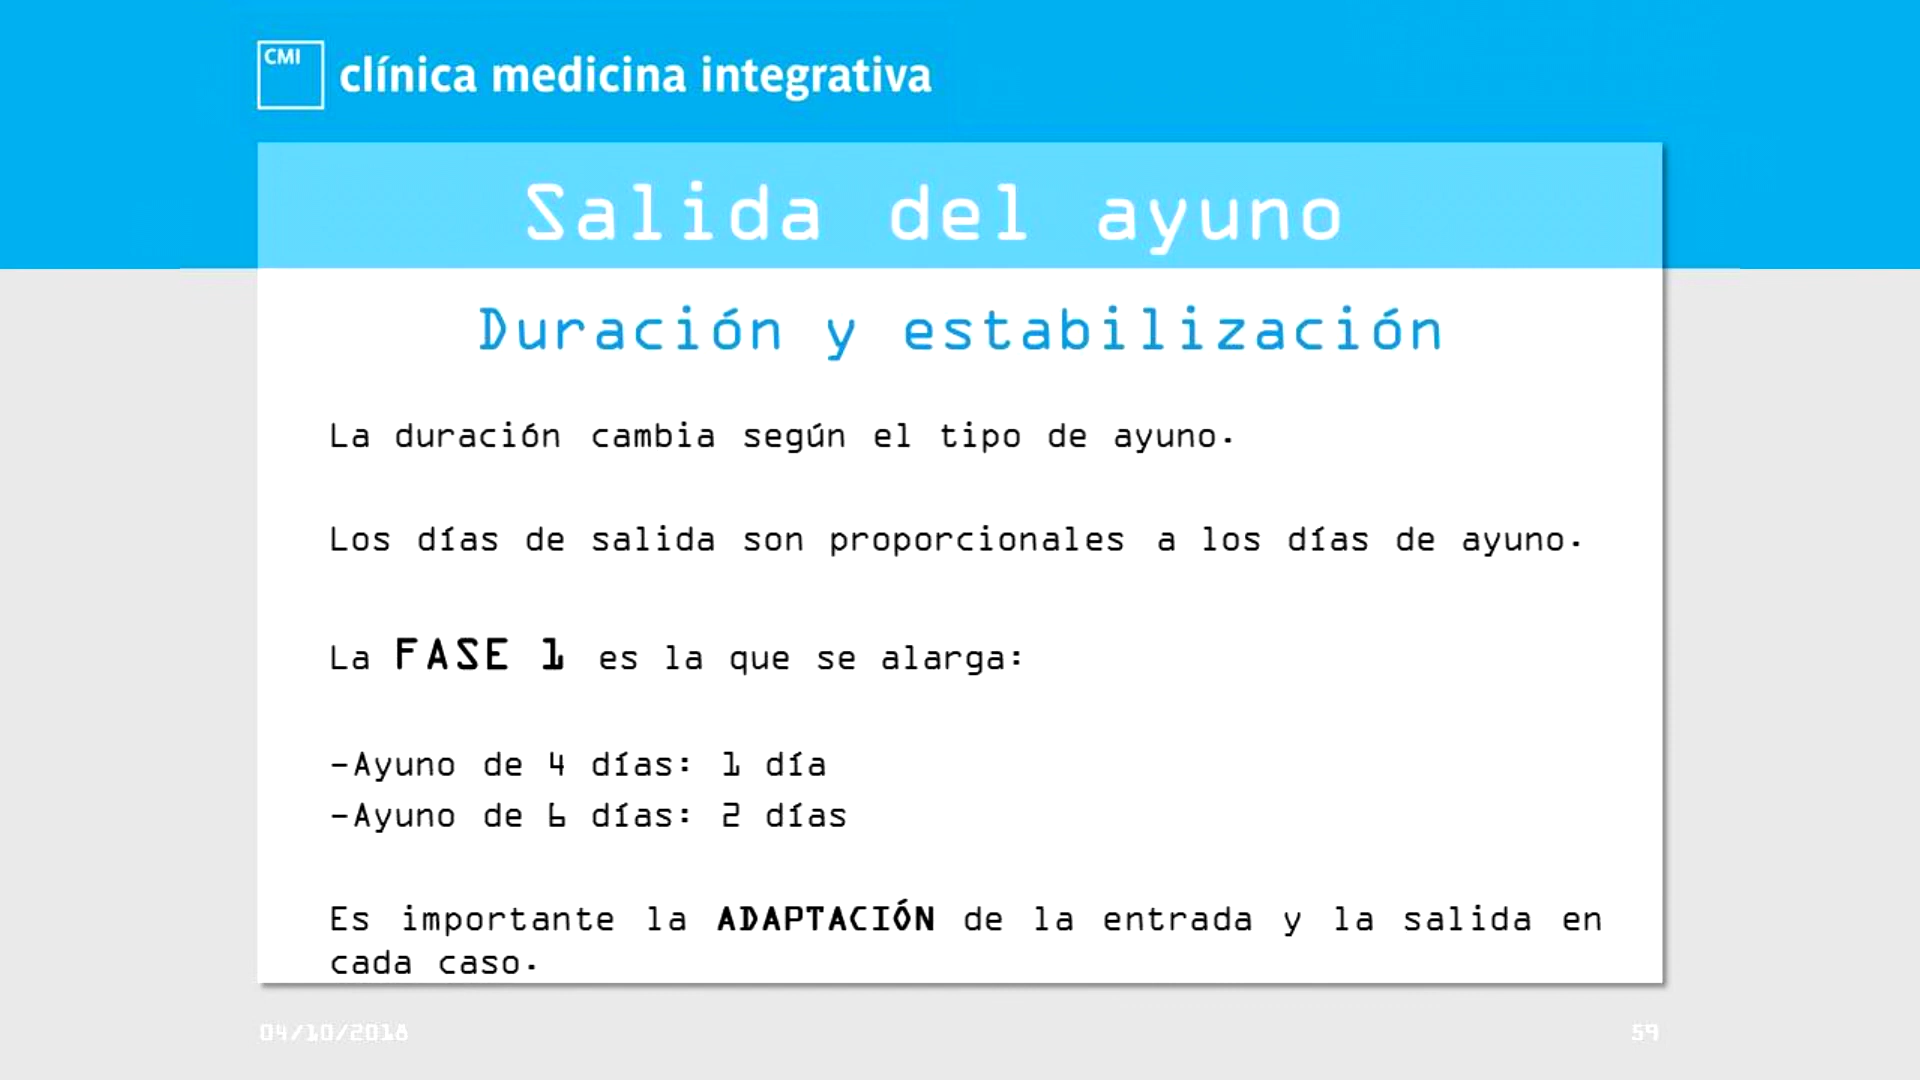 CMI
clínica medicina integrativa
Salida del ayuno
Duración y estabilización
La duración cambia según el tipo de ayuno.
Los días de salida son proporcionales a los días de ayuno.
La FASE 1 es la que se alarga:
-Ayuno de 4 días: 1 día
-Ayuno de 6 días: 2 días
Es importante la ADAPTACIÓN de la entrada y la salida en
cada caso.
04/10/2018
59